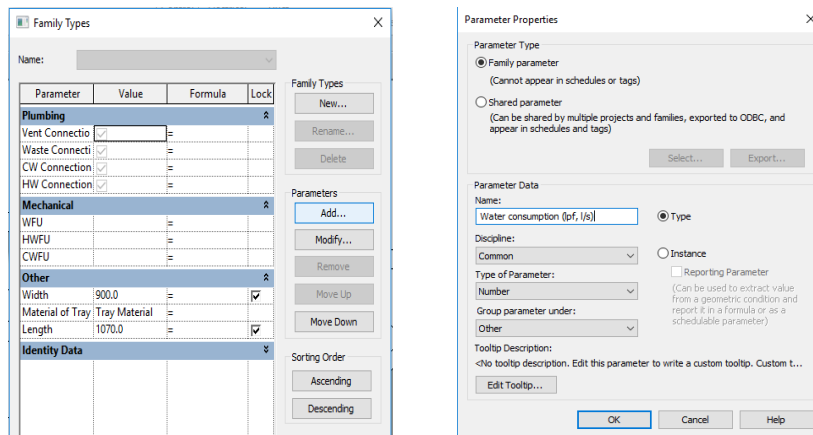 Family Types
Name:
Parameter Value Formula Lock
Plumbing
Vent Connectio =
Waste Connecti =
CW Connection =
HW Connection =
Mechanical
WFU =
HWFU =
CWFU =
Other
Width 900.0 =
Material of Tray Tray Material =
Length 1070.0 =
Identity Data
Family Types
New...
Rename...
Delete
Parameters
Add...
Modify...
Remove
Move Up
Move Down
Sorting Order
Ascending
Descending
Parameter Properties
Parameter Type
Family parameter
(Cannot appear in schedules or tags)
Shared parameter
(Can be shared by multiple projects and families, exported to ODBC, and
appear in schedules and tags)
Select... Export...
Parameter Data
Name:
Water consumption (lpf, l/s)
Type
Discipline:
Common
Instance
Type of Parameter:
Reporting Parameter
Number
(Can be used to extract value
from a geometric condition and
report it in a formula or as a
schedulable parameter)
Group parameter under:
Other
Tooltip Description:
<No tooltip description. Edit this parameter to write a custom tooltip. Custom t...
Edit Tooltip...
OK Cancel Help